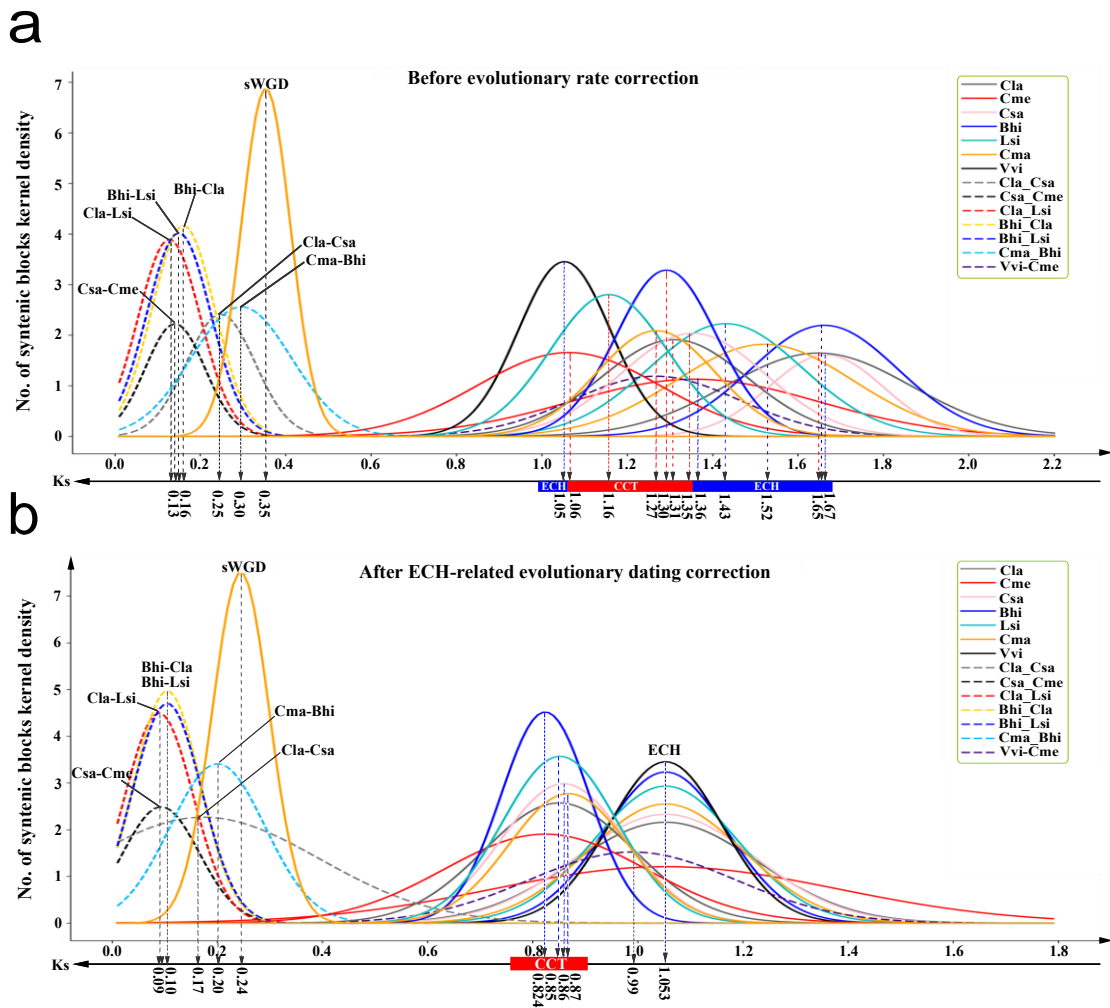 a
Before evolutionary rate correction
sWGD
No. of syntenic blocks kernel density
7
6
5
4
3
2
1
0
Bhi-Lsi
Bhi-Cla
Cla-Lsi
Csa-Cme
Cla-Csa
Cma-Bhi
Cla
Cme
Csa
Bhi
Lsi
Cma
Vvi
Cla_Csa
Csa_Cme
Cla_Lsi
Bhi_Cla
Bhi_Lsi
Cma_Bhi
Vvi-Cme
0.0 0.2 0.4 0.6 0.8 1.0 1.2 1.4 1.6 1.8 2.0 2.2
Ks
ECH CCT ECH
0.13 0.16 0.25 0.30 0.35 1.05 1.06 1.16 1.27 1.30 1.31 1.35 1.36 1.43 1.52 1.65 1.67
b
After ECH-related evolutionary dating correction
sWGD
No. of syntenic blocks kernel density
7
6
5
4
3
2
1
0
Bhi-Cla
Bhi-Lsi
Cla-Lsi
Csa-Cme
Cma-Bhi
Cla-Csa
ECH
Cla
Cme
Csa
Bhi
Lsi
Cma
Vvi
Cla_Csa
Csa_Cme
Cla_Lsi
Bhi_Cla
Bhi_Lsi
Cma_Bhi
Vvi-Cme
0.0 0.2 0.4 0.6 0.8 1.0 1.2 1.4 1.6 1.8
Ks
CCT
0.09 0.10 0.17 0.20 0.24 0.824 0.85 0.86 0.87 0.99 1.053